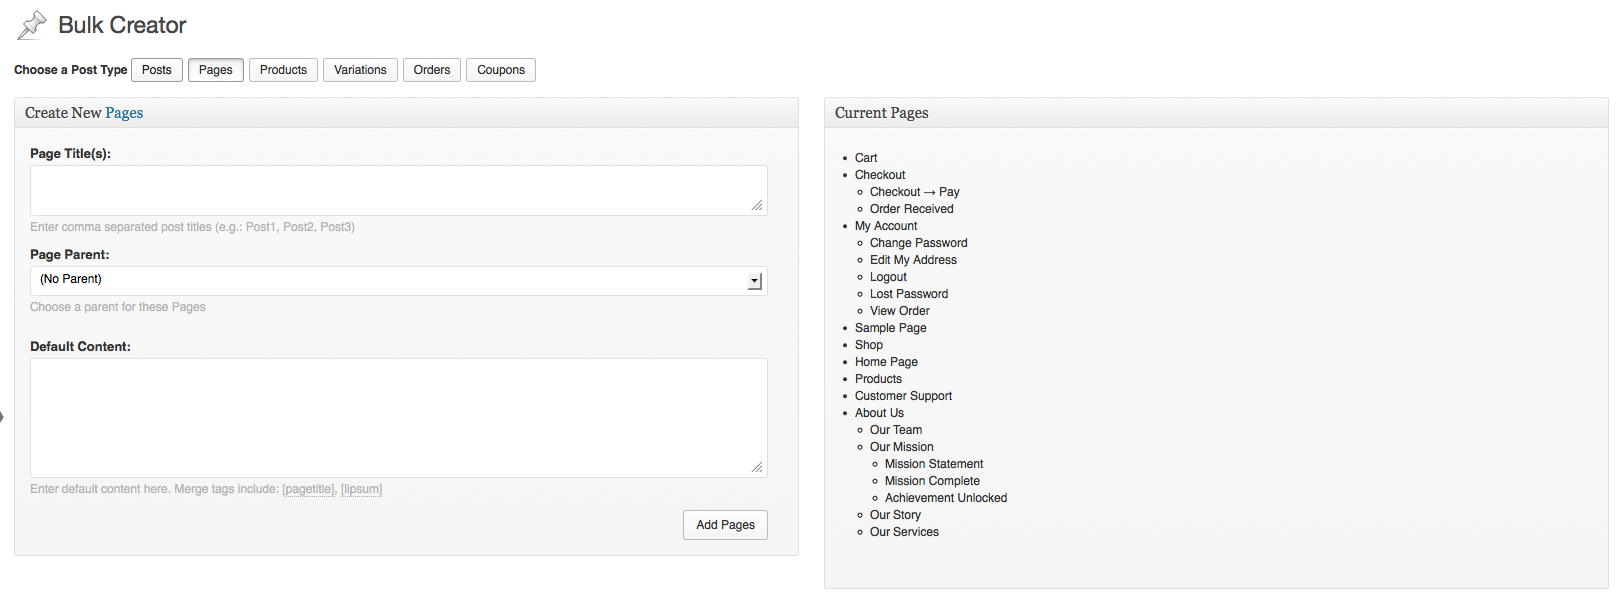 Bulk Creator
Choose a Post Type Posts Pages Products Variations Orders Coupons
Create New Pages
Page Title(s):
Enter comma separated post titles (e.g.: Post1, Post2, Post3)
Page Parent:
(No Parent)
Choose a parent for these Pages
Default Content:
Enter default content here. Merge tags include: [pagetitle], [lipsum]
Add Pages
Current Pages
Cart
Checkout
Checkout → Pay
Order Received
My Account
Change Password
Edit My Address
Logout
Lost Password
View Order
Sample Page
Shop
Home Page
Products
Customer Support
About Us
Our Team
Our Mission
Mission Statement
Mission Complete
Achievement Unlocked
Our Story
Our Services